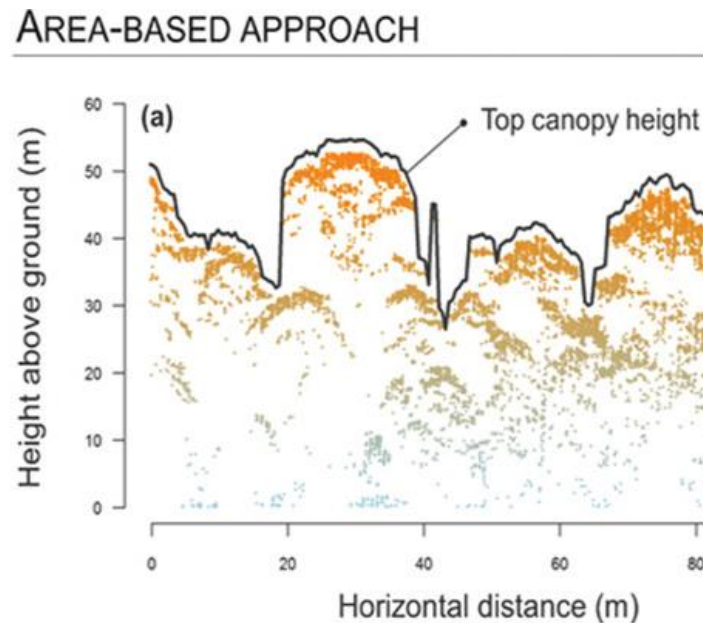 AREA-BASED APPROACH
(a)
Top canopy height
Height above ground (m)
60
50
40
30
20
10
0
0 20 40 60 80
Horizontal distance (m)